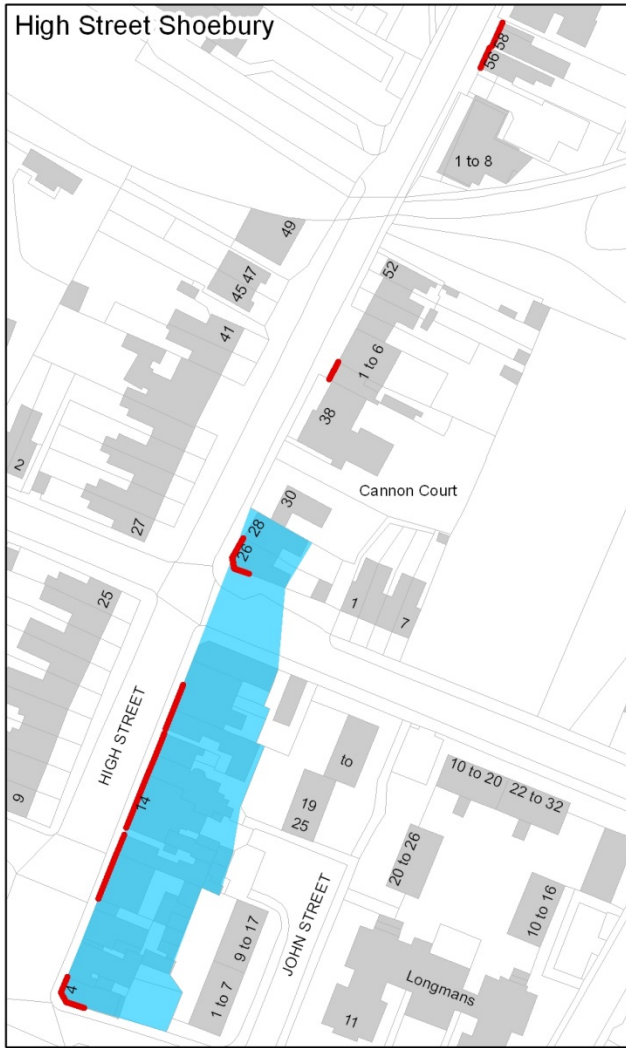 High Street Shoebury
56 58
1 to 8
49
45 47
52
41
1 to 6
38
2
Cannon Court
30
27
28
26
25
1
7
HIGH STREET
to
10 to 20
22 to 32
14
9
19
25
20 to 26
10 to 16
JOHN STREET
9 to 17
4
1 to 7
Longmans
11